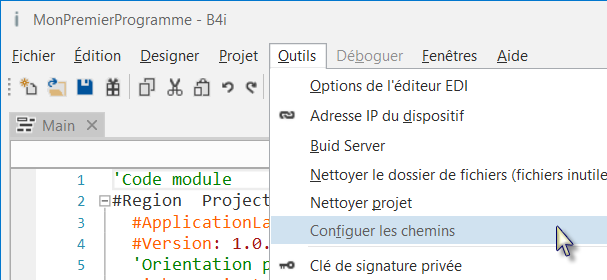 MonPremierProgramme - B4i
Fichier Édition Designer Projet Outils Déboguer Fenêtres Aide
Options de l'éditeur EDI
Adresse IP du dispositif
Buid Server
Nettoyer le dossier de fichiers (fichiers inutile
Nettoyer projet
Configuer les chemins
Clé de signature privée
Main
1 'Code module
2 #Region Project
3 #ApplicationLa
4 #Version: 1.0.
5 'Orientation p